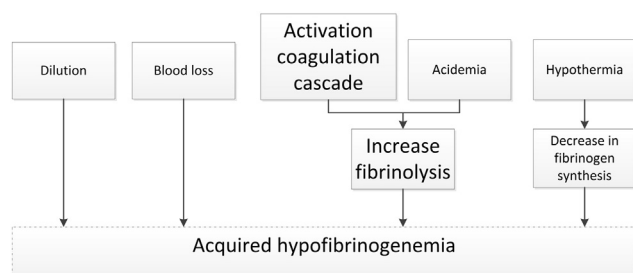 Dilution
Blood loss
Activation
coagulation
cascade
Acidemia
Hypothermia
Increase
fibrinolysis
Decrease in
fibrinogen
synthesis
Acquired hypofibrinogenemia